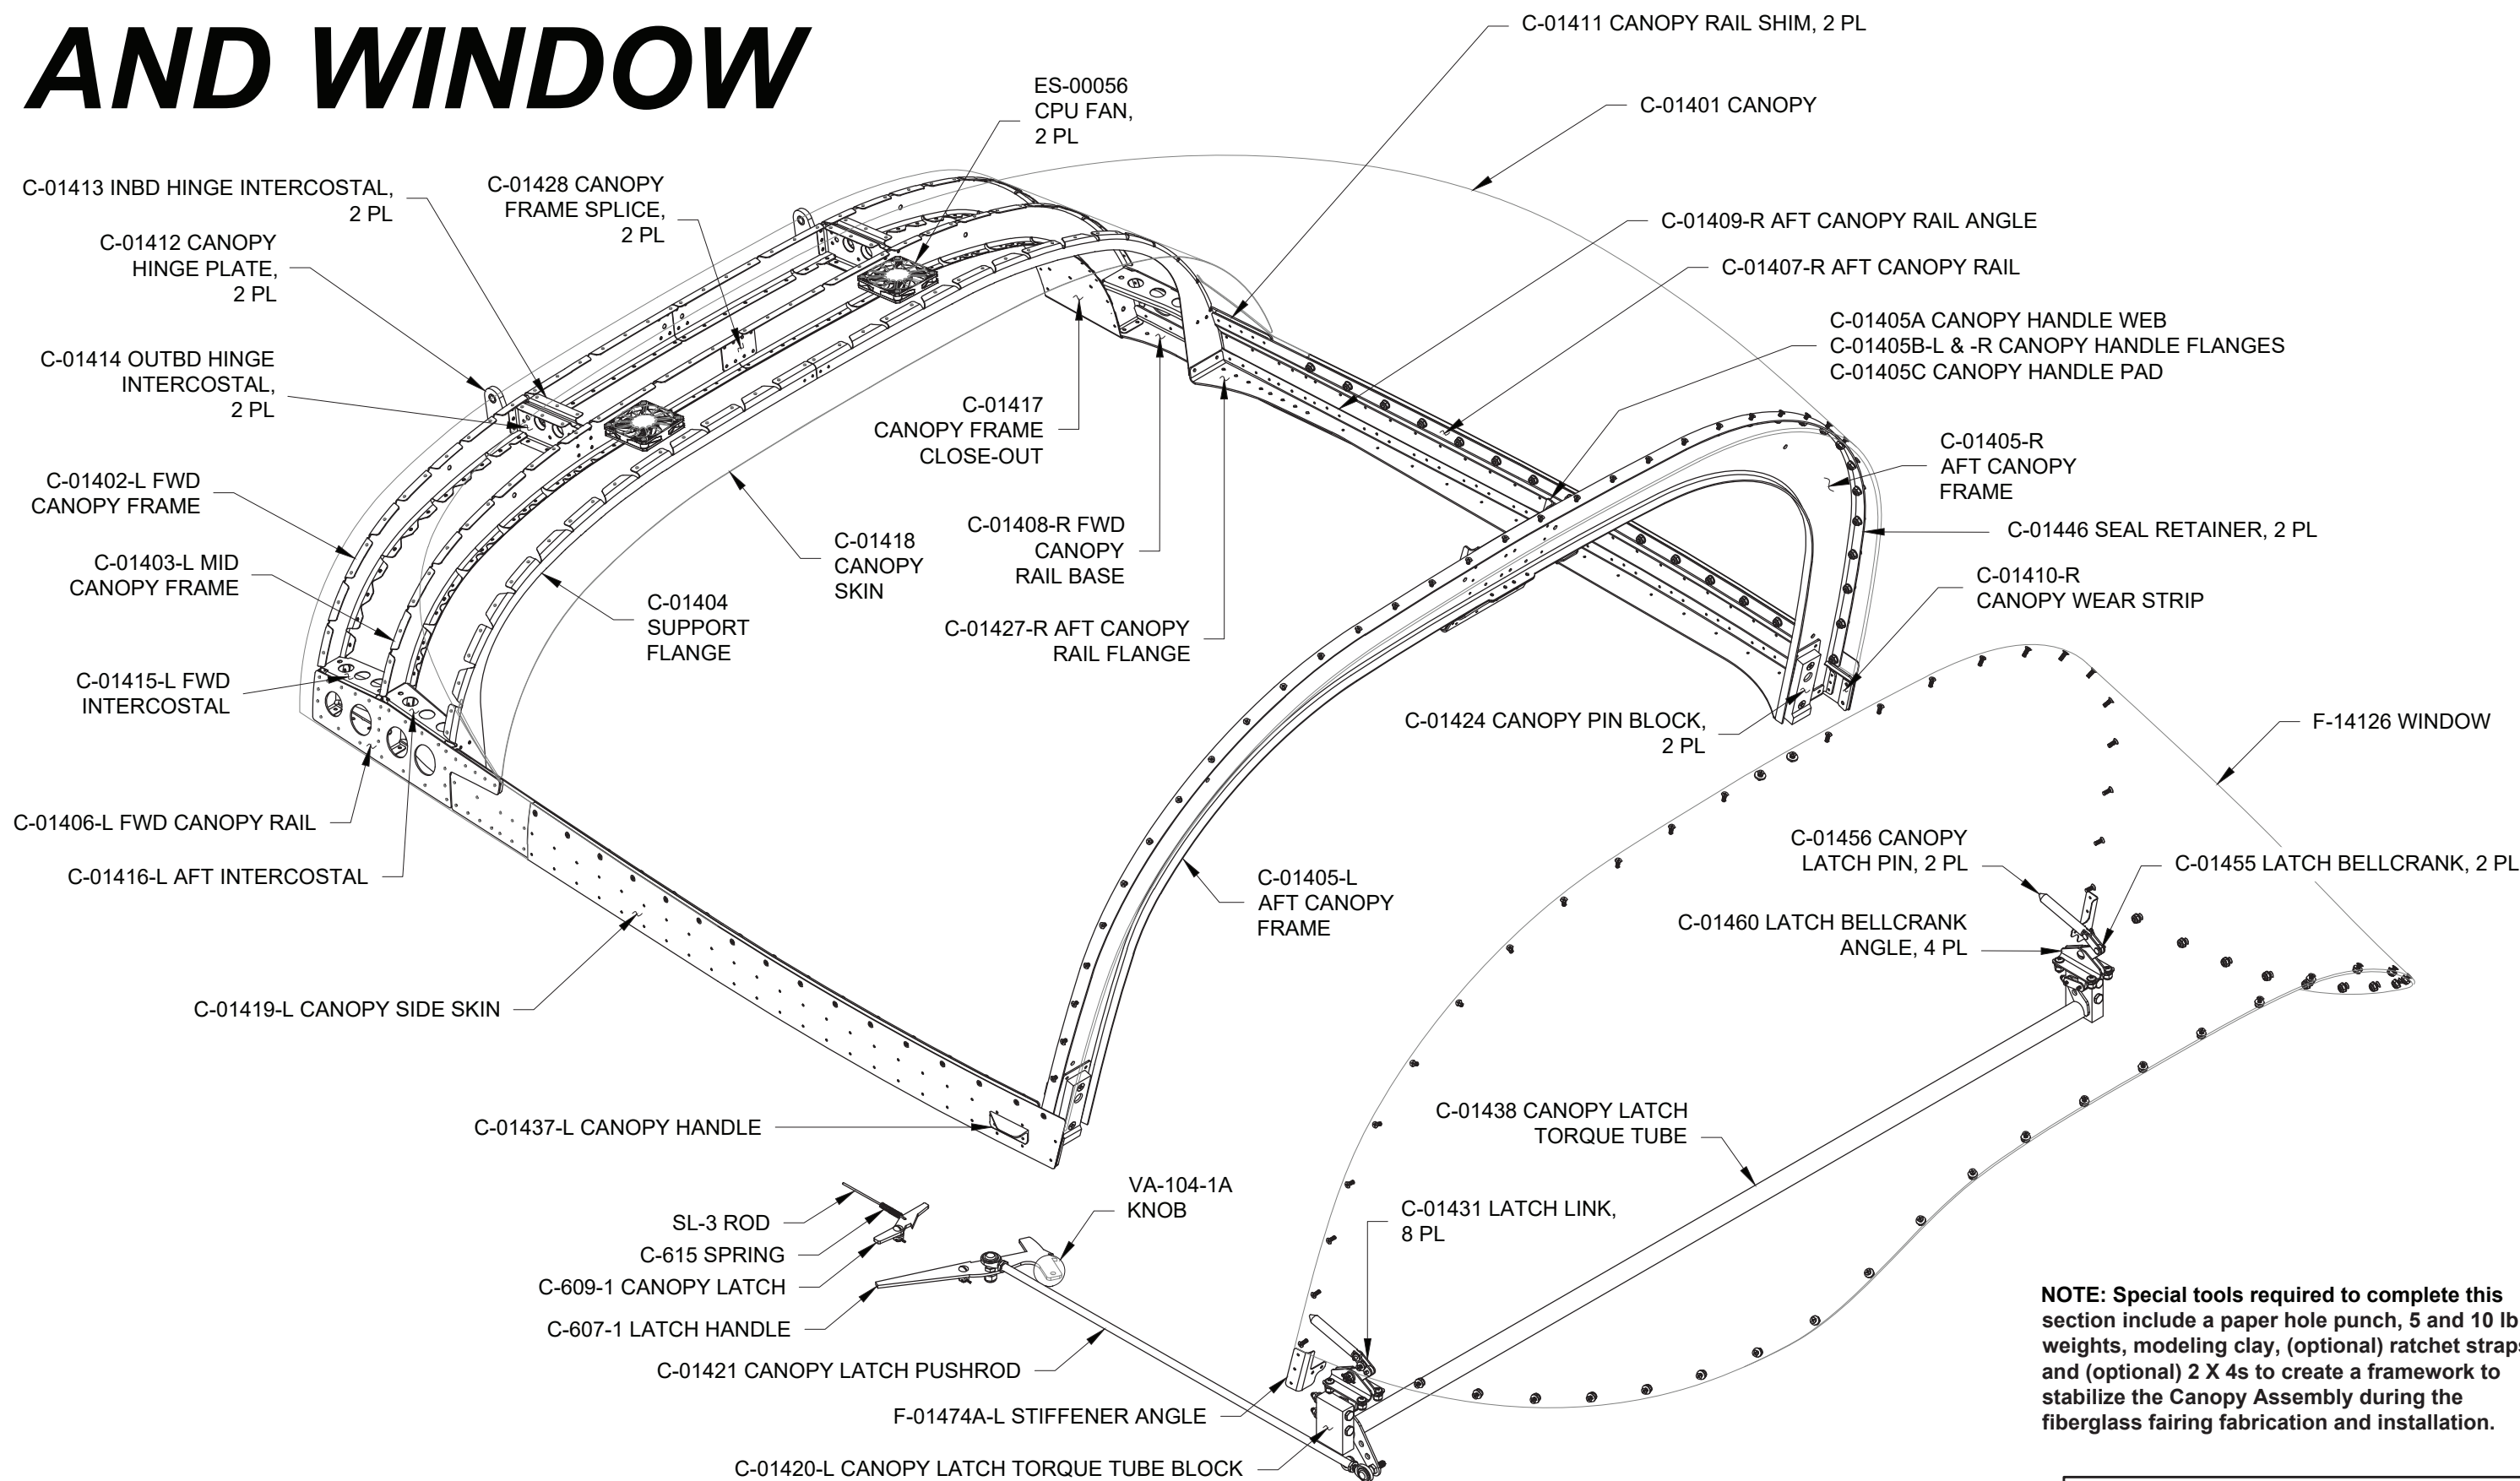 AND WINDOW
C-01411 CANOPY RAIL SHIM, 2 PL
ES-00056
CPU FAN,
2 PL
C-01401 CANOPY
C-01413 INBD HINGE INTERCOSTAL,
2 PL
C-01428 CANOPY
FRAME SPLICE,
2 PL
C-01409-R AFT CANOPY RAIL ANGLE
C-01412 CANOPY
HINGE PLATE,
2 PL
C-01407-R AFT CANOPY RAIL
C-01405A CANOPY HANDLE WEB
C-01405B-L & -R CANOPY HANDLE FLANGES
C-01405C CANOPY HANDLE PAD
C-01414 OUTBD HINGE
INTERCOSTAL,
2 PL
C-01417
CANOPY FRAME
CLOSE-OUT
C-01405-R
AFT CANOPY
FRAME
C-01402-L FWD
CANOPY FRAME
C-01408-R FWD
CANOPY
RAIL BASE
C-01446 SEAL RETAINER, 2 PL
C-01418
CANOPY
SKIN
C-01403-L MID
CANOPY FRAME
C-01410-R
CANOPY WEAR STRIP
C-01404
SUPPORT
FLANGE
C-01427-R AFT CANOPY
RAIL FLANGE
C-01415-L FWD
INTERCOSTAL
C-01424 CANOPY PIN BLOCK,
2 PL
F-14126 WINDOW
C-01406-L FWD CANOPY RAIL
C-01456 CANOPY
LATCH PIN, 2 PL
C-01455 LATCH BELLCRANK, 2 PL
C-01416-L AFT INTERCOSTAL
C-01405-L
AFT CANOPY
FRAME
C-01460 LATCH BELLCRANK
ANGLE, 4 PL
C-01419-L CANOPY SIDE SKIN
C-01437-L CANOPY HANDLE
C-01438 CANOPY LATCH
TORQUE TUBE
VA-104-1A
KNOB
C-01431 LATCH LINK,
8 PL
SL-3 ROD
C-615 SPRING
C-609-1 CANOPY LATCH
C-607-1 LATCH HANDLE
C-01421 CANOPY LATCH PUSHROD
F-01474A-L STIFFENER ANGLE
C-01420-L CANOPY LATCH TORQUE TUBE BLOCK
NOTE: Special tools required to complete this
section include a paper hole punch, 5 and 10 lb
weights, modeling clay, (optional) ratchet straps
and (optional) 2 X 4s to create a framework to
stabilize the Canopy Assembly during the
fiberglass fairing fabrication and installation.